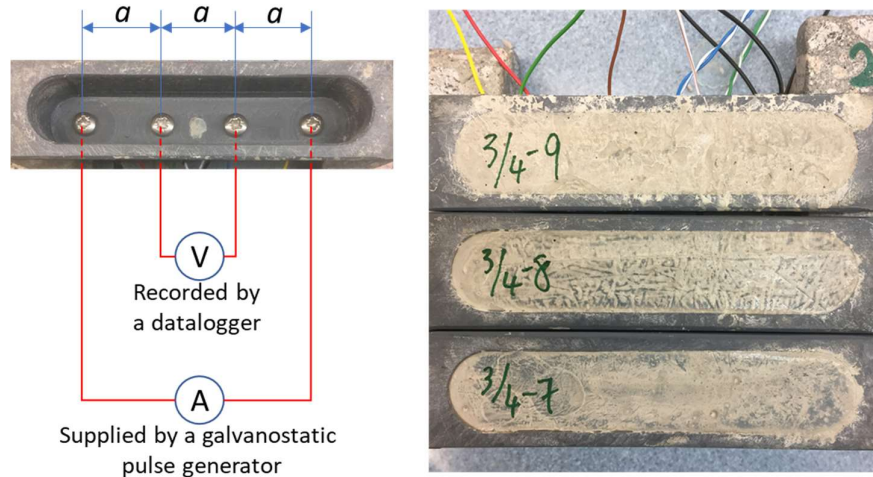 a a a
V
Recorded by
a datalogger
A
Supplied by a galvanostatic
pulse generator
2
3/4-9
3/4-8
3/4-7